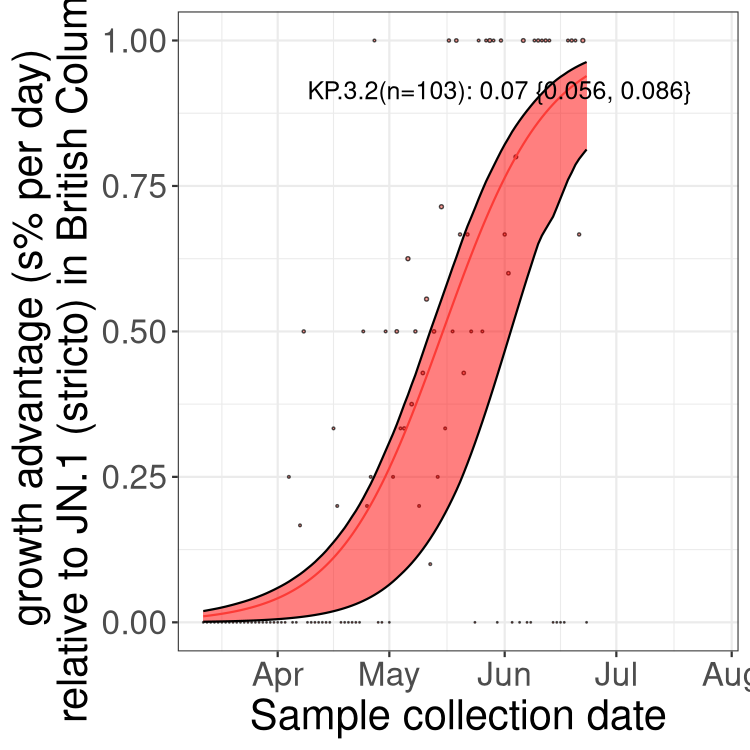 growth advantage (s% per day)
relative to JN.1 (stricto) in British Colum
1.00
0.75
0.50
0.25
0.00
KP.3.2(n=103): 0.07 {0.056, 0.086}
Apr May Jun Jul Aug
Sample collection date